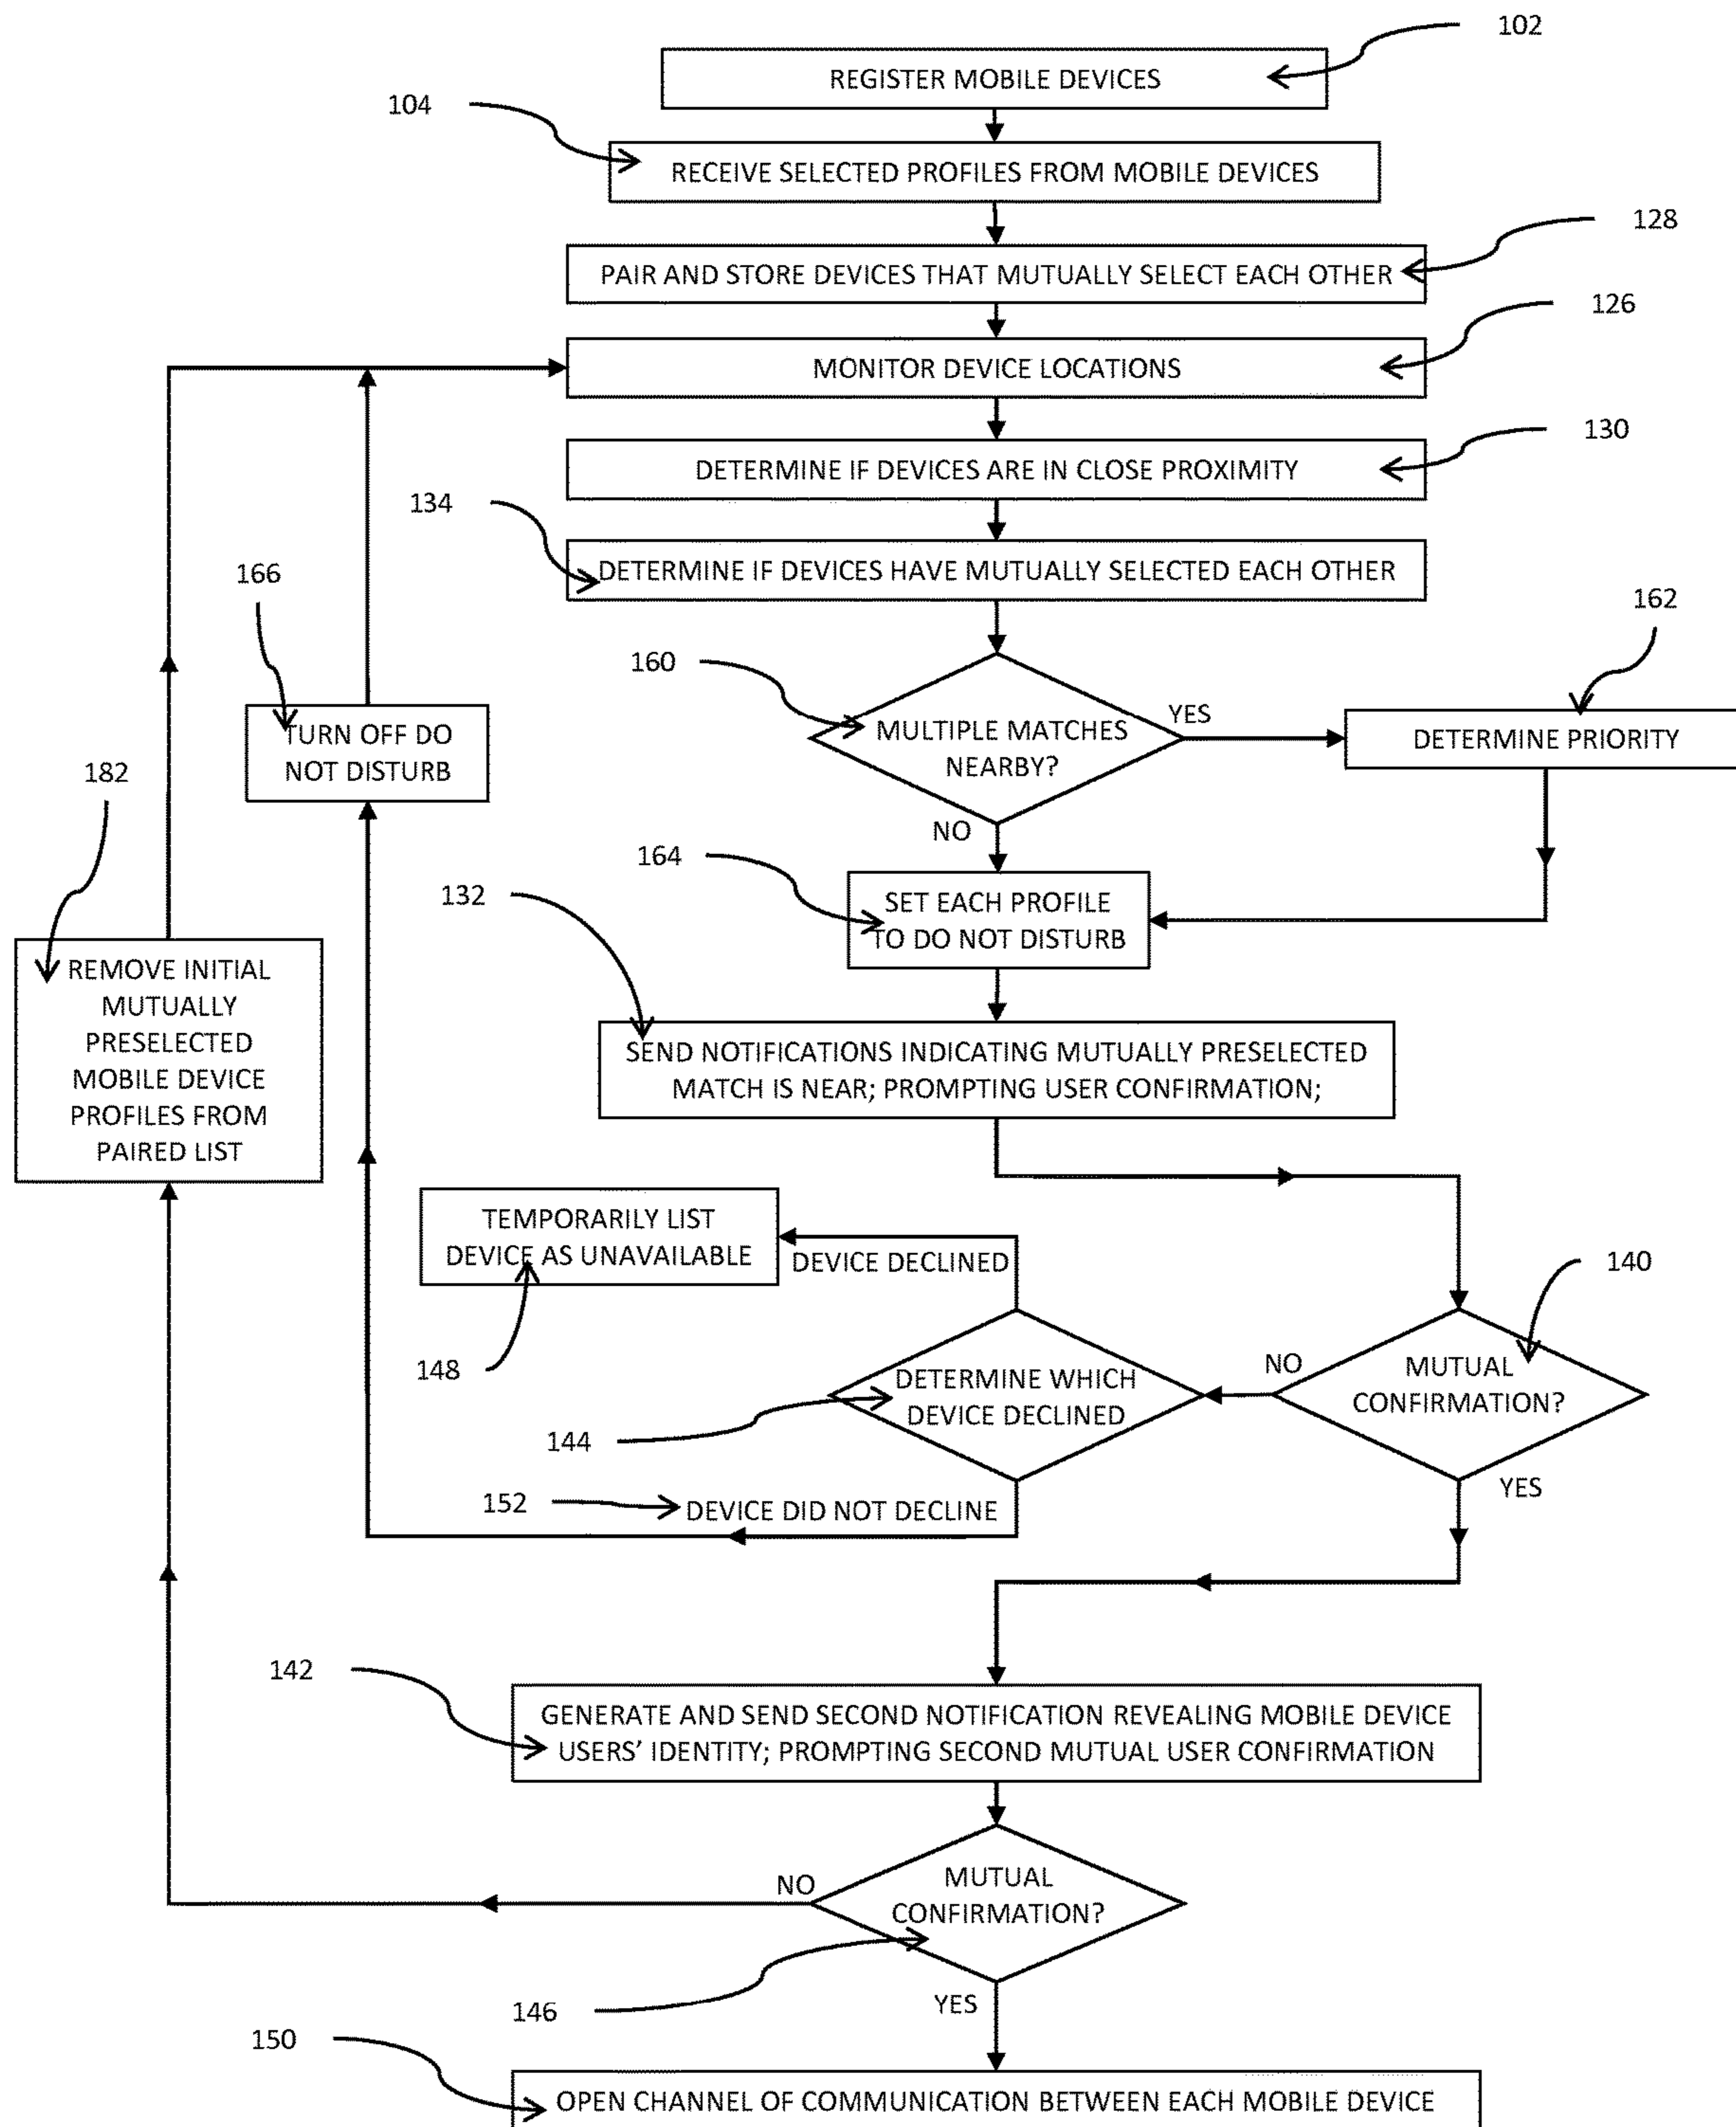 102
REGISTER MOBILE DEVICES
104
RECEIVE SELECTED PROFILES FROM MOBILE DEVICES
128
PAIR AND STORE DEVICES THAT MUTUALLY SELECT EACH OTHER
126
MONITOR DEVICE LOCATIONS
130
DETERMINE IF DEVICES ARE IN CLOSE PROXIMITY
134
DETERMINE IF DEVICES HAVE MUTUALLY SELECTED EACH OTHER
166
162
160
TURN OFF DO
NOT DISTURB
MULTIPLE MATCHES
NEARBY?
YES
DETERMINE PRIORITY
182
NO
164
132
SET EACH PROFILE
TO DO NOT DISTURB
REMOVE INITIAL
MUTUALLY
PRESELECTED
MOBILE DEVICE
PROFILES FROM
PAIRED LIST
SEND NOTIFICATIONS INDICATING MUTUALLY PRESELECTED
MATCH IS NEAR; PROMPTING USER CONFIRMATION;
TEMPORARILY LIST
DEVICE AS UNAVAILABLE
DEVICE DECLINED
140
148
NO
MUTUAL
CONFIRMATION?
DETERMINE WHICH
DEVICE DECLINED
144
YES
152
DEVICE DID NOT DECLINE
142
GENERATE AND SEND SECOND NOTIFICATION REVEALING MOBILE DEVICE
USERS' IDENTITY; PROMPTING SECOND MUTUAL USER CONFIRMATION
NO
MUTUAL
CONFIRMATION?
146
YES
150
OPEN CHANNEL OF COMMUNICATION BETWEEN EACH MOBILE DEVICE